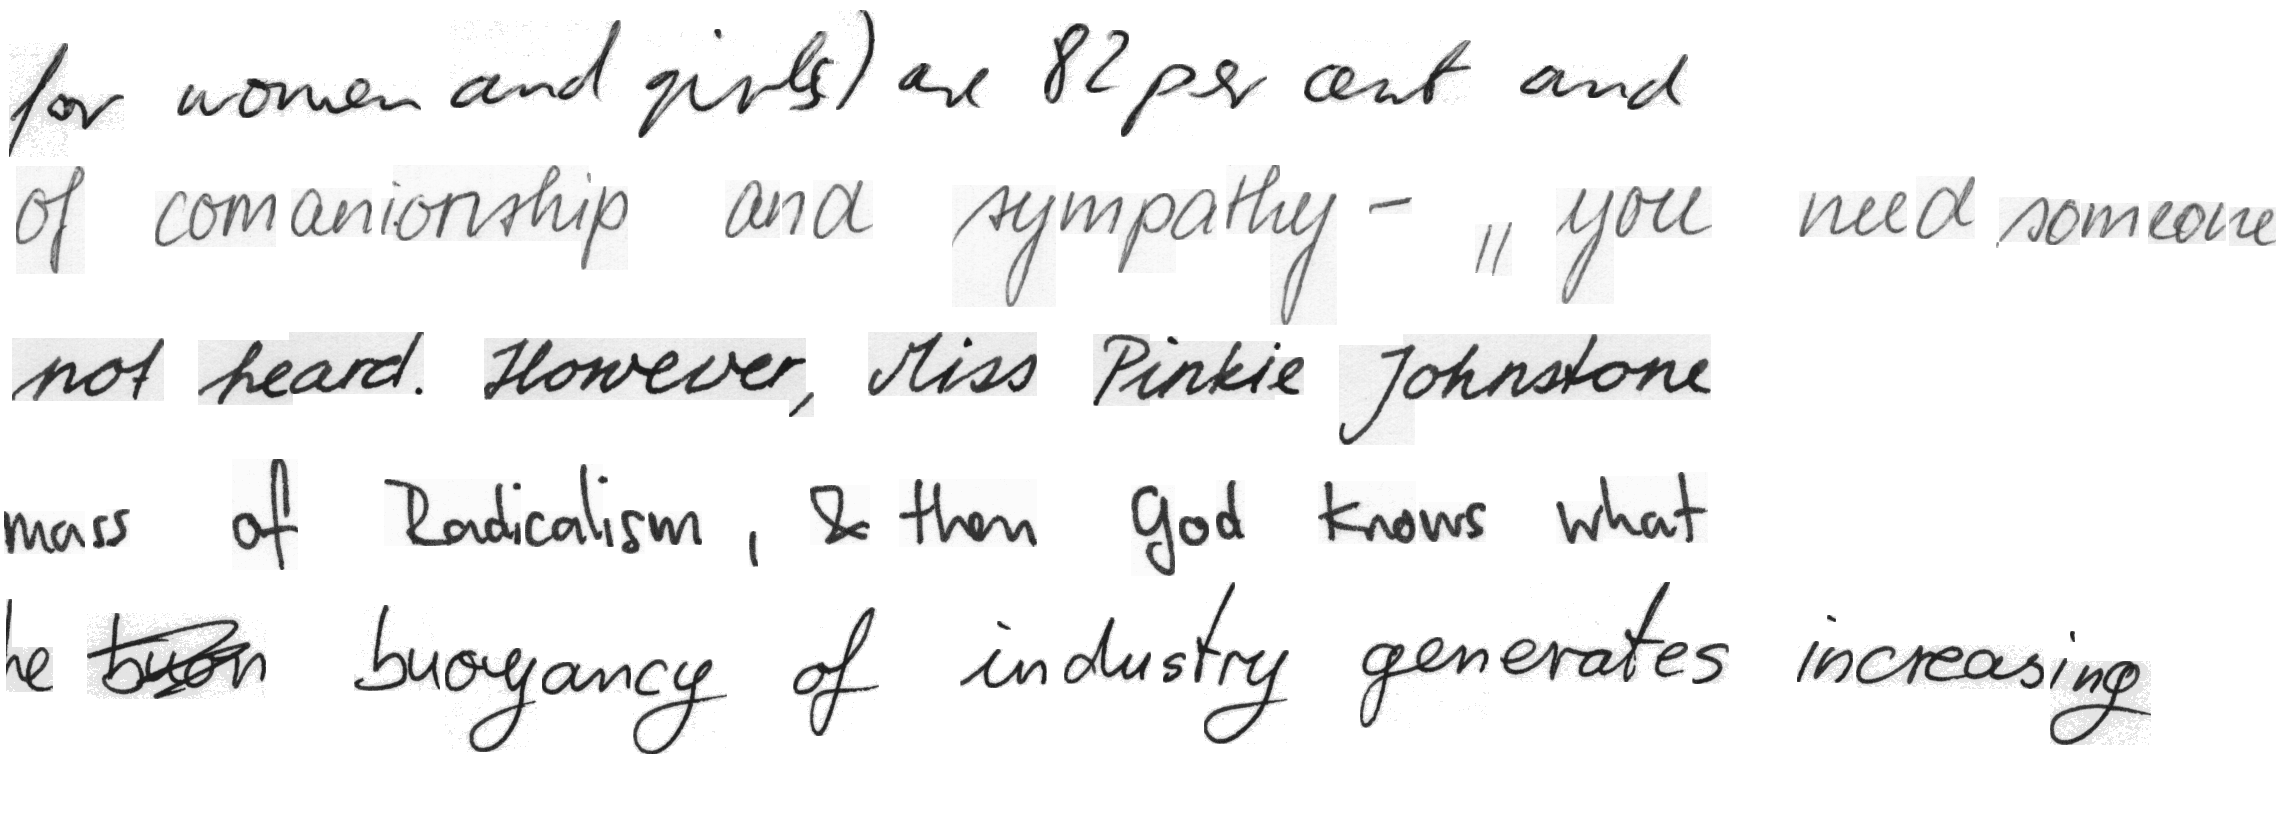 for women and girls) are 82 per cent and
of comanionship and sympathy - „you need someone
not heard. However, Miss Pinkie Johnstone
mass of Radicalism, & then God knows what
he buoyancy of industry generates increasing